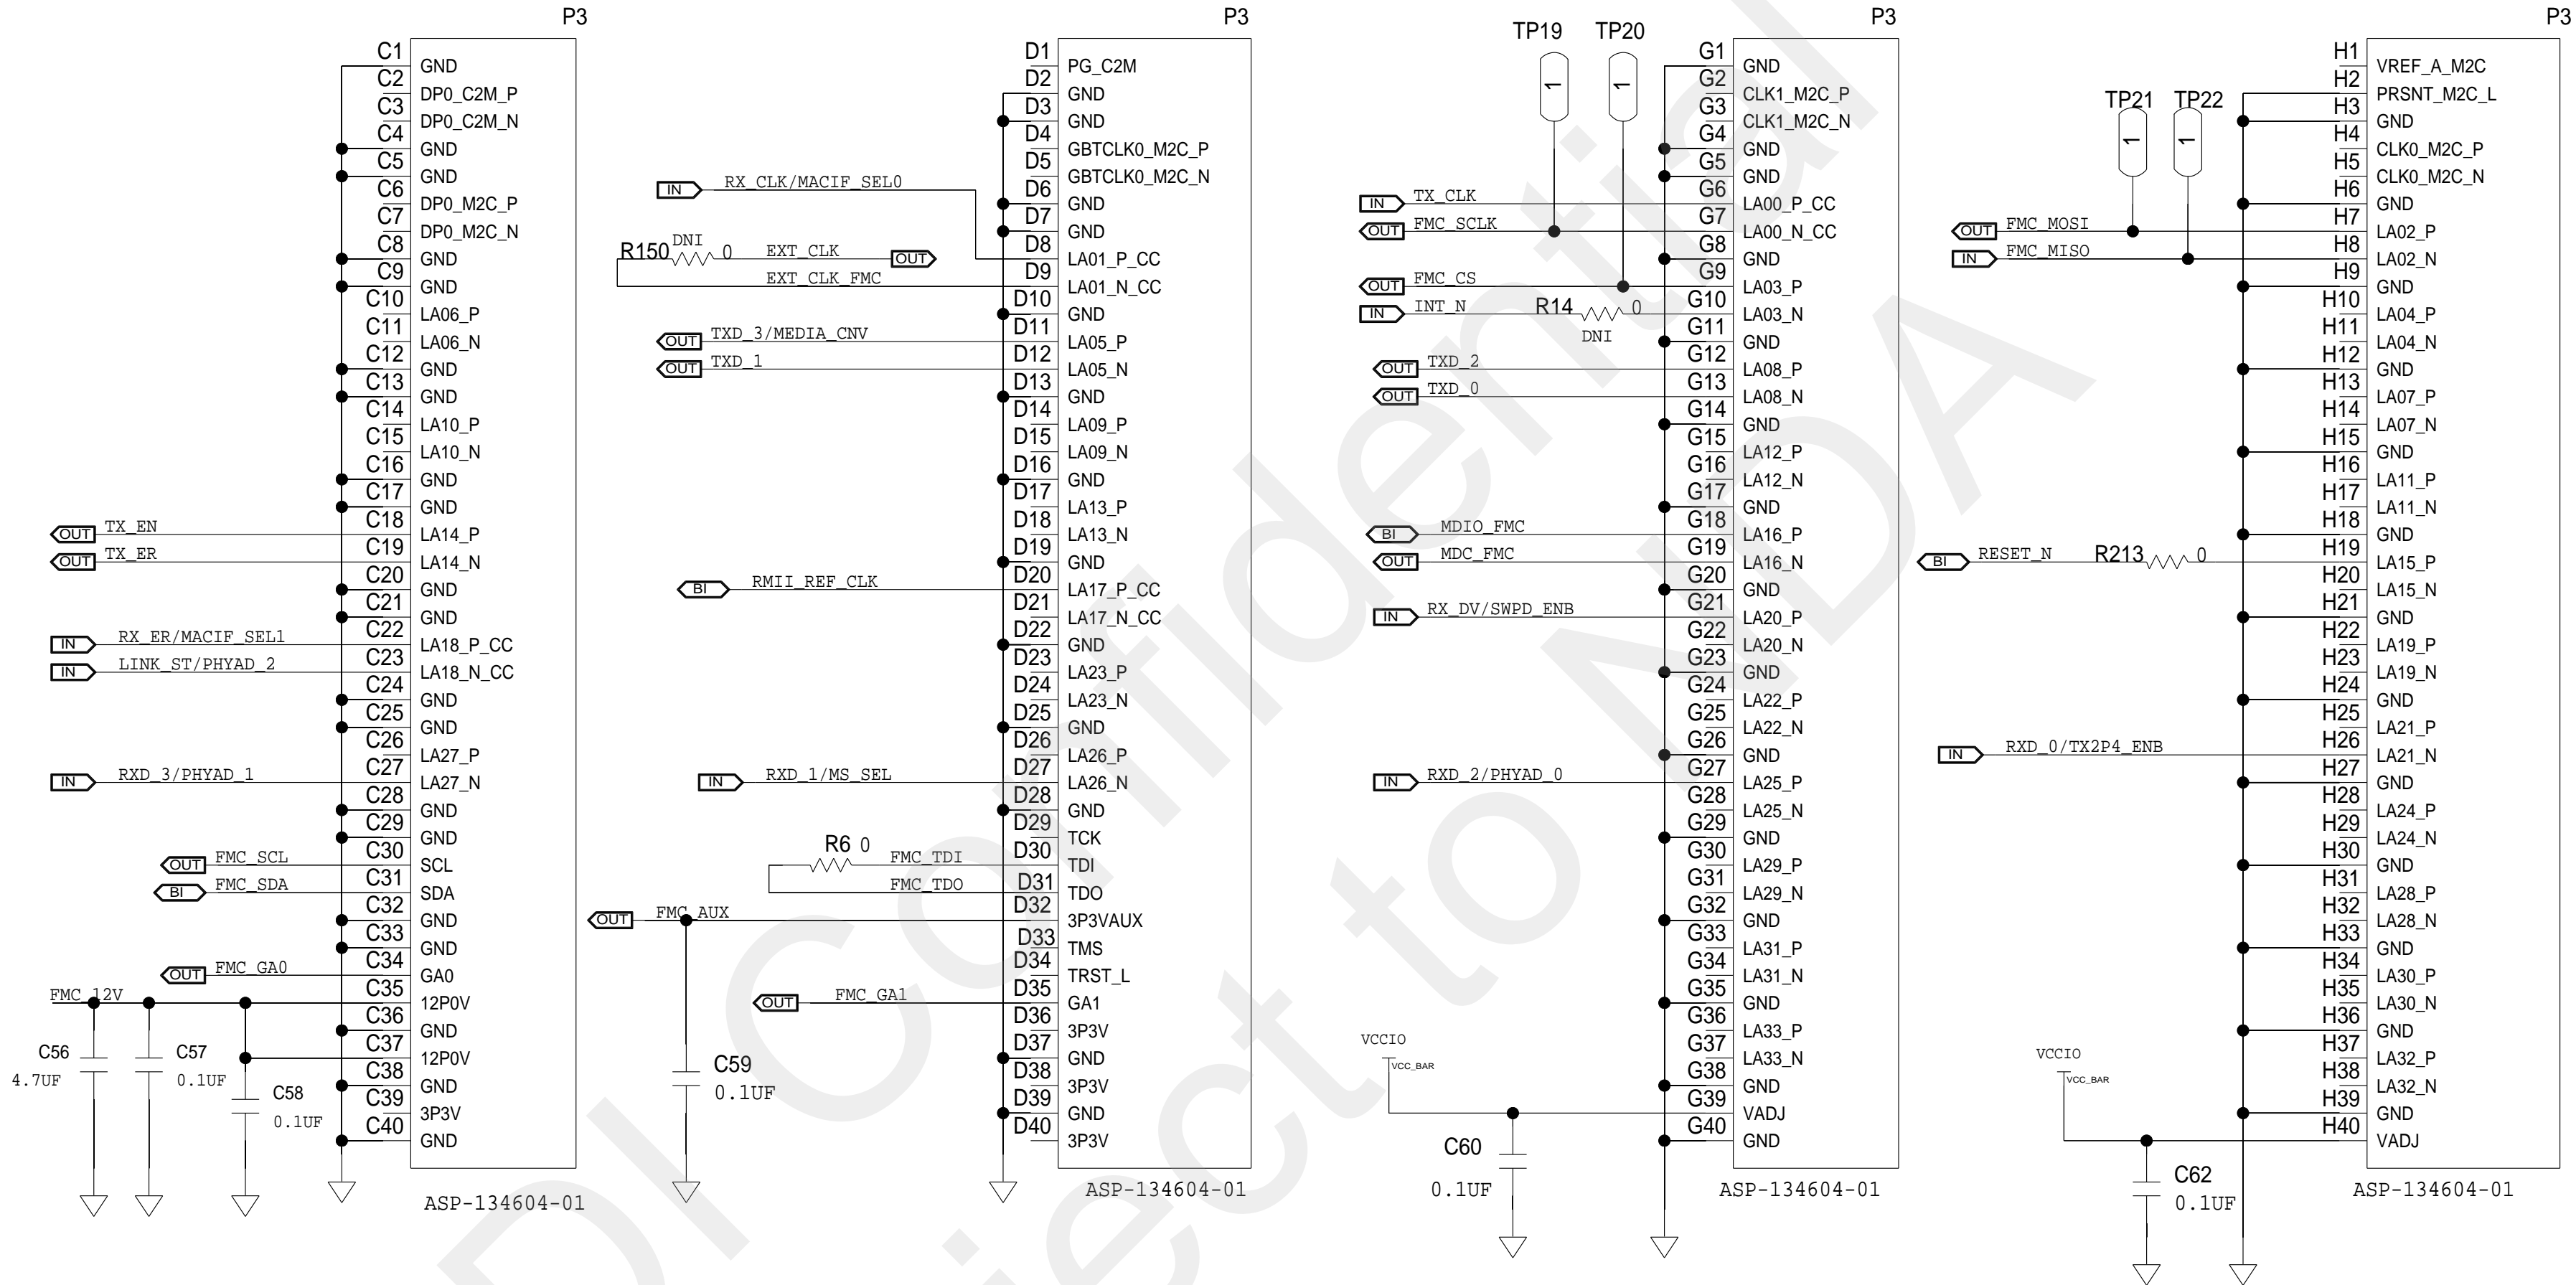 P3
C1 GND
C2 DP0_C2M_P
C3 DP0_C2M_N
C4 GND
C5 GND
C6 DP0_M2C_P
C7 DP0_M2C_N
C8 GND
C9 GND
C10 LA06_P
C11 LA06_N
C12 GND
C13 GND
C14 LA10_P
C15 LA10_N
C16 GND
C17 GND
OUT TX_EN C18 LA14_P
OUT TX_ER C19 LA14_N
C20 GND
C21 GND
IN RX_ER/MACIF_SEL1 C22 LA18_P_CC
IN LINK_ST/PHYAD_2 C23 LA18_N_CC
C24 GND
C25 GND
C26 LA27_P
IN RXD_3/PHYAD_1 C27 LA27_N
C28 GND
C29 GND
OUT FMC_SCL C30 SCL
BI FMC_SDA C31 SDA
C32 GND
C33 GND
OUT FMC_GA0 C34 GA0
FMC_12V C35 12P0V
C36 GND
C37 12P0V
C38 GND
C39 3P3V
C40 GND
C56 4.7UF
C57 0.1UF
C58 0.1UF
ASP-134604-01
P3
D1 PG_C2M
D2 GND
D3 GND
D4 GBTCLK0_M2C_P
D5 GBTCLK0_M2C_N
D6 GND
D7 GND
IN RX_CLK/MACIF_SEL0 D8 LA01_P_CC
R150 DNI 0 EXT_CLK OUT
EXT_CLK_FMC D9 LA01_N_CC
D10 GND
OUT TXD_3/MEDIA_CNV D11 LA05_P
OUT TXD_1 D12 LA05_N
D13 GND
D14 LA09_P
D15 LA09_N
D16 GND
D17 LA13_P
D18 LA13_N
D19 GND
BI RMII_REF_CLK D20 LA17_P_CC
D21 LA17_N_CC
D22 GND
D23 LA23_P
D24 LA23_N
D25 GND
D26 LA26_P
IN RXD_1/MS_SEL D27 LA26_N
D28 GND
D29 TCK
R6 0 FMC_TDI D30 TDI
FMC_TDO D31 TDO
OUT FMC_AUX D32 3P3VAUX
D33 TMS
D34 TRST_L
OUT FMC_GA1 D35 GA1
D36 3P3V
D37 GND
D38 3P3V
D39 GND
D40 3P3V
C59 0.1UF
ASP-134604-01
P3
TP19 TP20
1 1
G1 GND
G2 CLK1_M2C_P
G3 CLK1_M2C_N
G4 GND
G5 GND
IN TX_CLK G6 LA00_P_CC
OUT FMC_SCLK G7 LA00_N_CC
G8 GND
OUT FMC_CS G9 LA03_P
IN INT_N R14 0 DNI G10 LA03_N
G11 GND
OUT TXD_2 G12 LA08_P
OUT TXD_0 G13 LA08_N
G14 GND
G15 LA12_P
G16 LA12_N
G17 GND
BI MDIO_FMC G18 LA16_P
OUT MDC_FMC G19 LA16_N
G20 GND
IN RX_DV/SWPD_ENB G21 LA20_P
G22 LA20_N
G23 GND
G24 LA22_P
G25 LA22_N
G26 GND
IN RXD_2/PHYAD_0 G27 LA25_P
G28 LA25_N
G29 GND
G30 LA29_P
G31 LA29_N
G32 GND
G33 LA31_P
G34 LA31_N
G35 GND
G36 LA33_P
G37 LA33_N
G38 GND
VCCIO VCC_BAR G39 VADJ
G40 GND
C60 0.1UF
ASP-134604-01
P3
TP21 TP22
1 1
H1 VREF_A_M2C
H2 PRSNT_M2C_L
H3 GND
H4 CLK0_M2C_P
H5 CLK0_M2C_N
H6 GND
OUT FMC_MOSI H7 LA02_P
IN FMC_MISO H8 LA02_N
H9 GND
H10 LA04_P
H11 LA04_N
H12 GND
H13 LA07_P
H14 LA07_N
H15 GND
H16 LA11_P
H17 LA11_N
H18 GND
BI RESET_N R213 0 H19 LA15_P
H20 LA15_N
H21 GND
H22 LA19_P
H23 LA19_N
H24 GND
H25 LA21_P
IN RXD_0/TX2P4_ENB H26 LA21_N
H27 GND
H28 LA24_P
H29 LA24_N
H30 GND
H31 LA28_P
H32 LA28_N
H33 GND
H34 LA30_P
H35 LA30_N
H36 GND
H37 LA32_P
H38 LA32_N
H39 GND
VCCIO VCC_BAR H40 VADJ
C62 0.1UF
ASP-134604-01
Confidential
to NDA